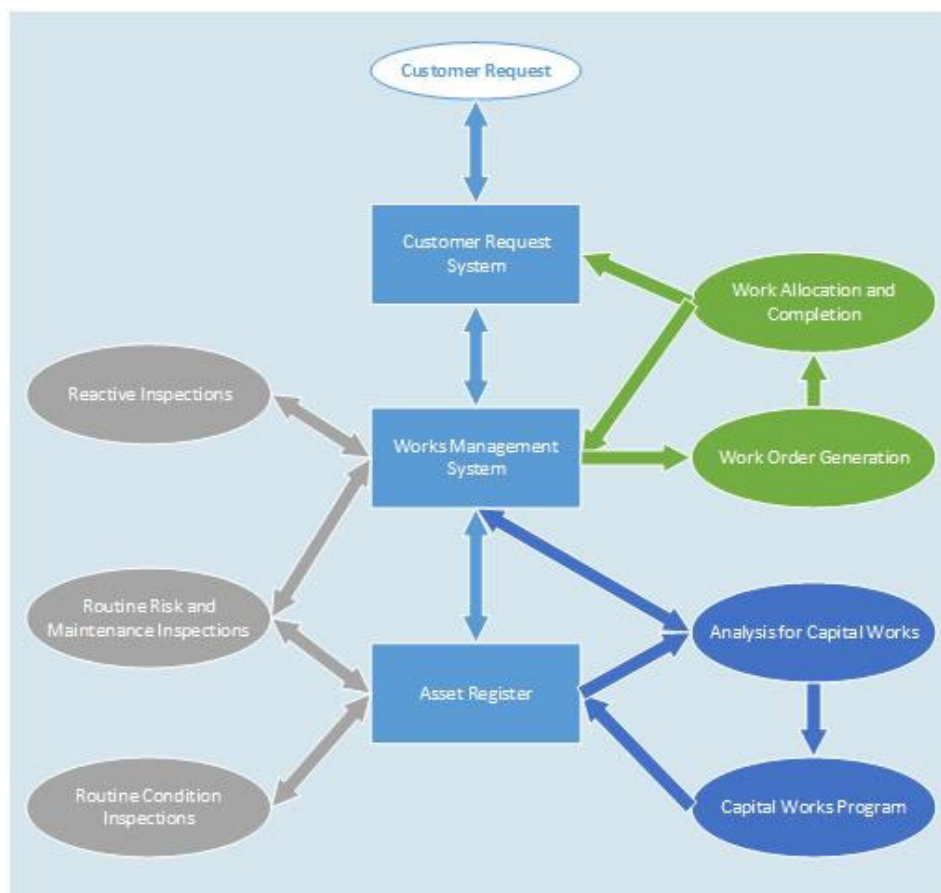 Customer Request
Customer Request
System
Work Allocation and
Completion
Reactive Inspections
Works Management
System
Work Order Generation
Routine Risk and
Maintenance Inspections
Analysis for Capital Works
Asset Register
Routine Condition
Inspections
Capital Works Program